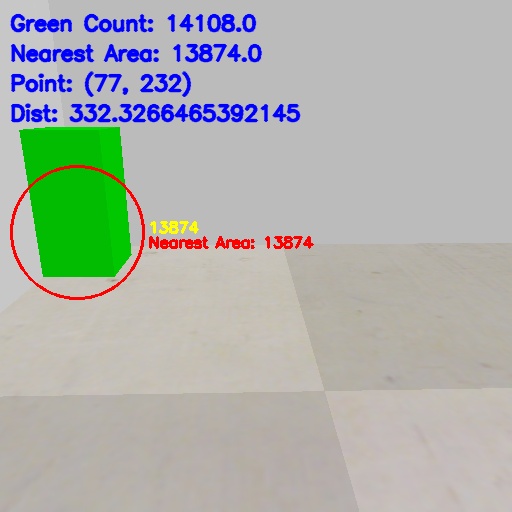 Green Count: 14108.0
Nearest Area: 13874.0
Point: (77, 232)
Dist: 332.3266465392145
13874
Nearest Area: 13874